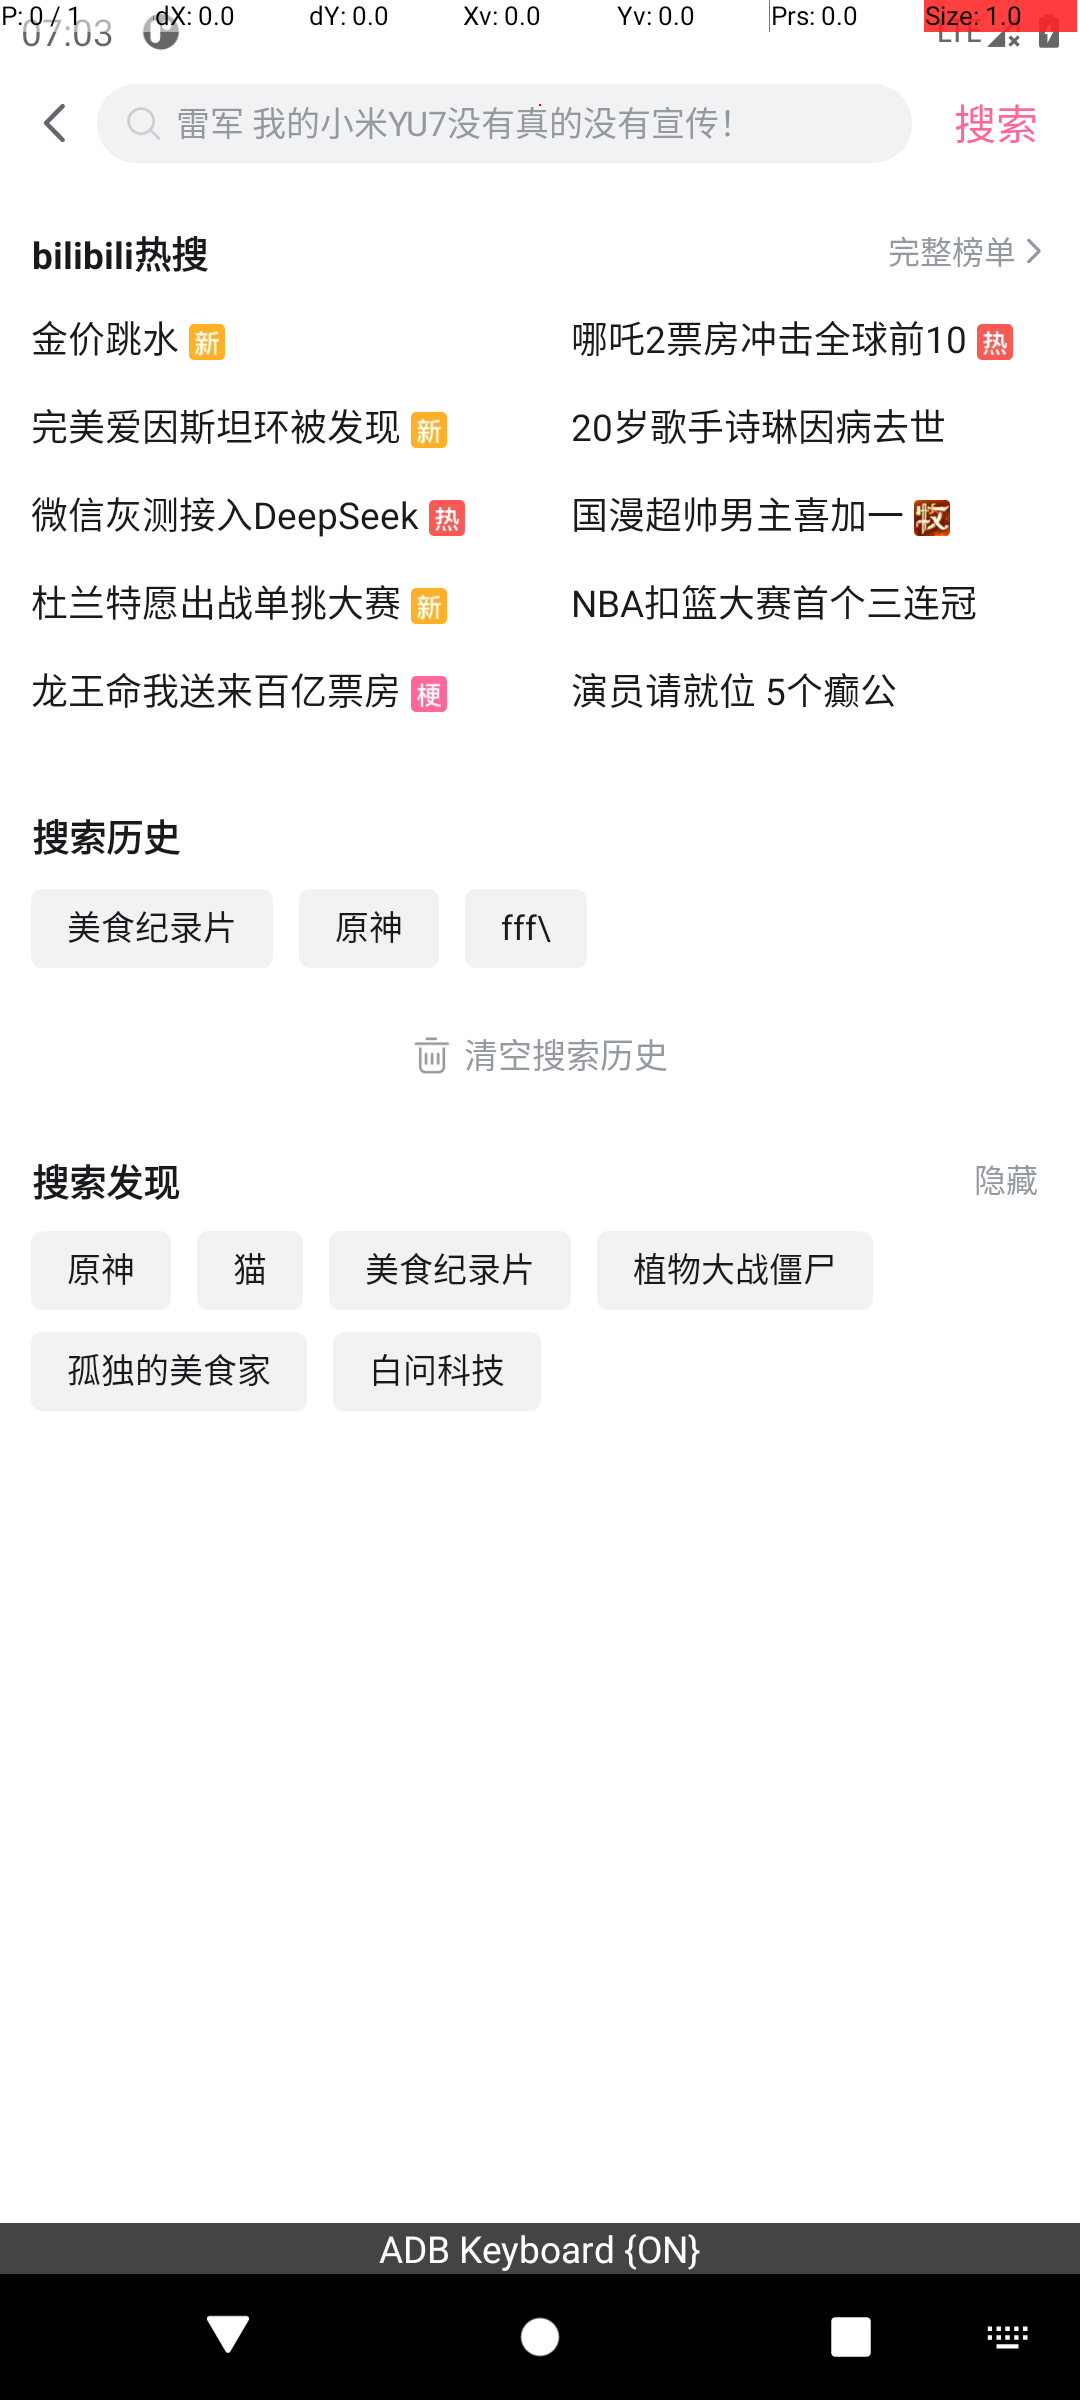 P: 0 / 1 dX: 0.0 dY: 0.0 Xv: 0.0 Yv: 0.0 Prs: 0.0 Size: 1.0
07:03 LTE
雷军 我的小米YU7没有真的没有宣传! 搜索
bilibili热搜 完整榜单
金价跳水 新 哪吒2票房冲击全球前10 热
完美爱因斯坦环被发现 新 20岁歌手诗琳因病去世
微信灰测接入DeepSeek 热 国漫超帅男主喜加一 牧
杜兰特愿出战单挑大赛 新 NBA扣篮大赛首个三连冠
龙王命我送来百亿票房 梗 演员请就位 5个癫公
搜索历史
美食纪录片 原神 fff\
清空搜索历史
搜索发现 隐藏
原神 猫 美食纪录片 植物大战僵尸
孤独的美食家 白问科技
ADB Keyboard {ON}